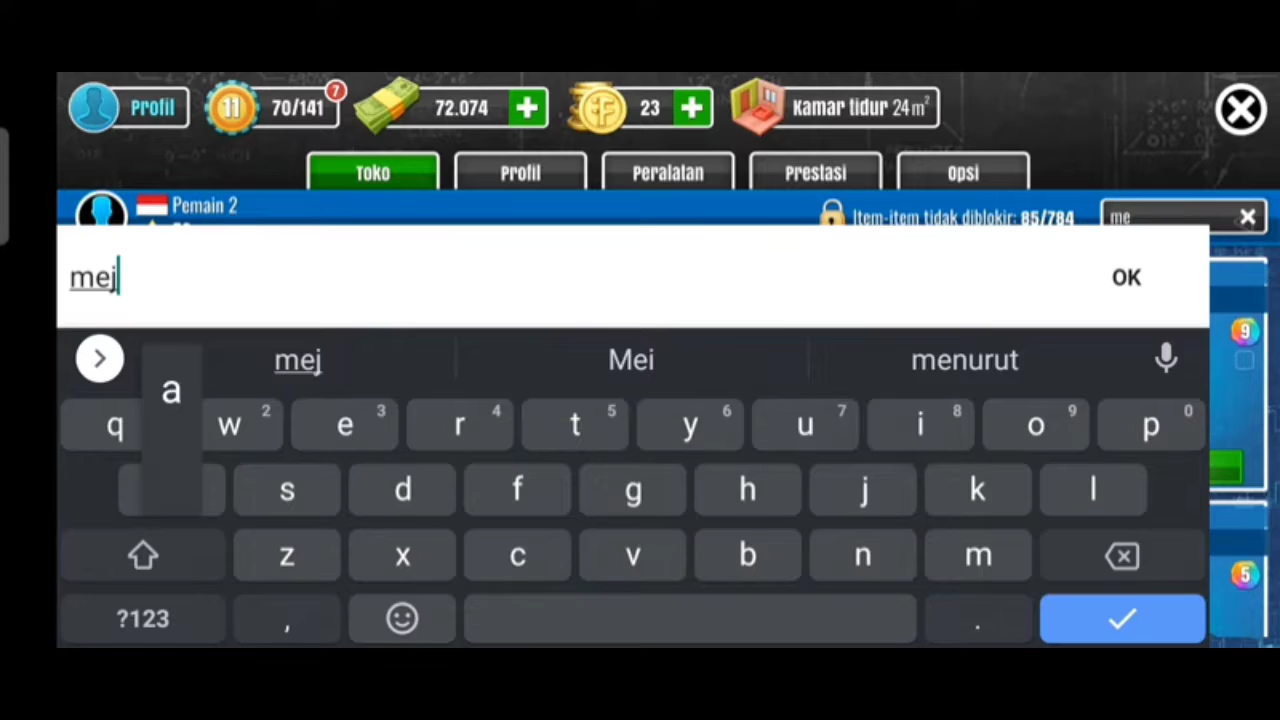 Profil
11
70/141
7
72.074
23
Kamar tidur 24m²
Toko
Profil
Peralatan
Prestasi
Opsi
Pemain 2
Item-item tidak diblokir: 85/784
me
mej
OK
9
mej
Mei
menurut
a
q w 2 e 3 r 4 t 5 y 6 u 7 i 8 o 9 p 0
s d f g h j k l
z x c v b n m
?123 , .
5